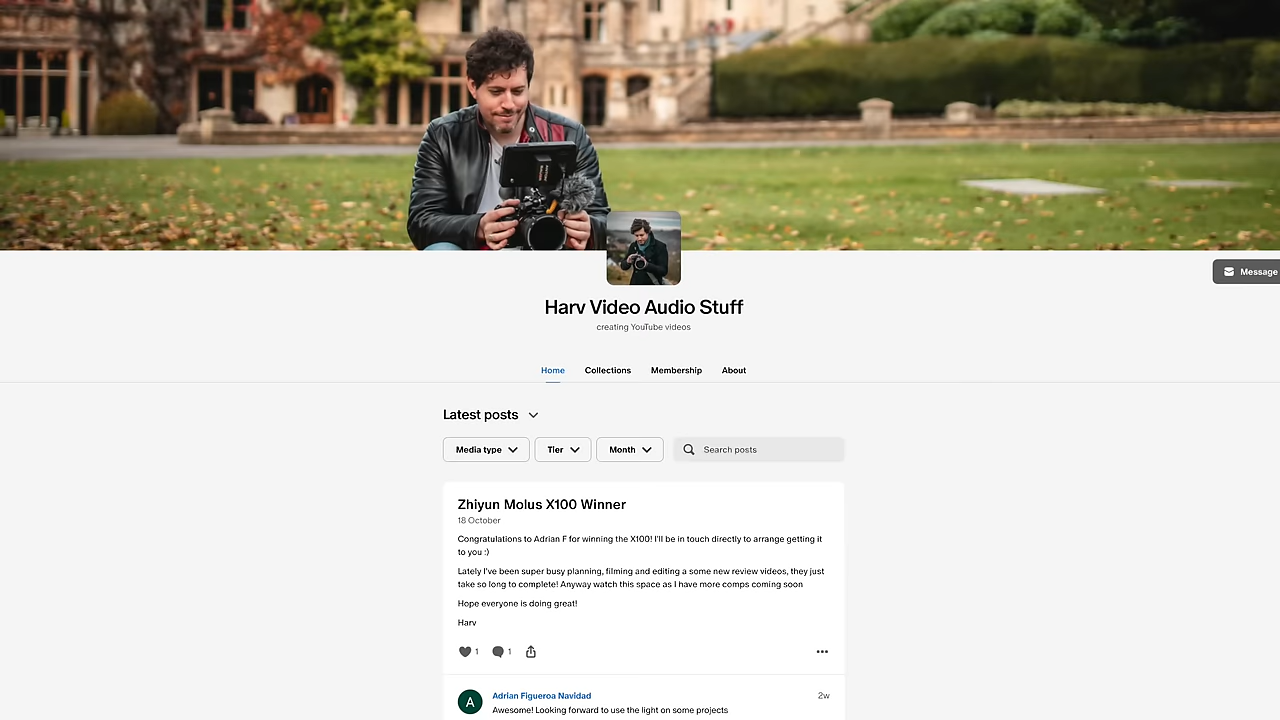 Message
Harv Video Audio Stuff
creating YouTube videos
Home Collections Membership About
Latest posts
Media type Tier Month Search posts
Zhiyun Molus X100 Winner
18 October
Congratulations to Adrian F for winning the X100! I'll be in touch directly to arrange getting it
to you :)
Lately I've been super busy planning, filming and editing a some new review videos, they just
take so long to complete! Anyway watch this space as I have more comps coming soon
Hope everyone is doing great!
Harv
1 1
A Adrian Figueroa Navidad 2w
Awesome! Looking forward to use the light on some projects